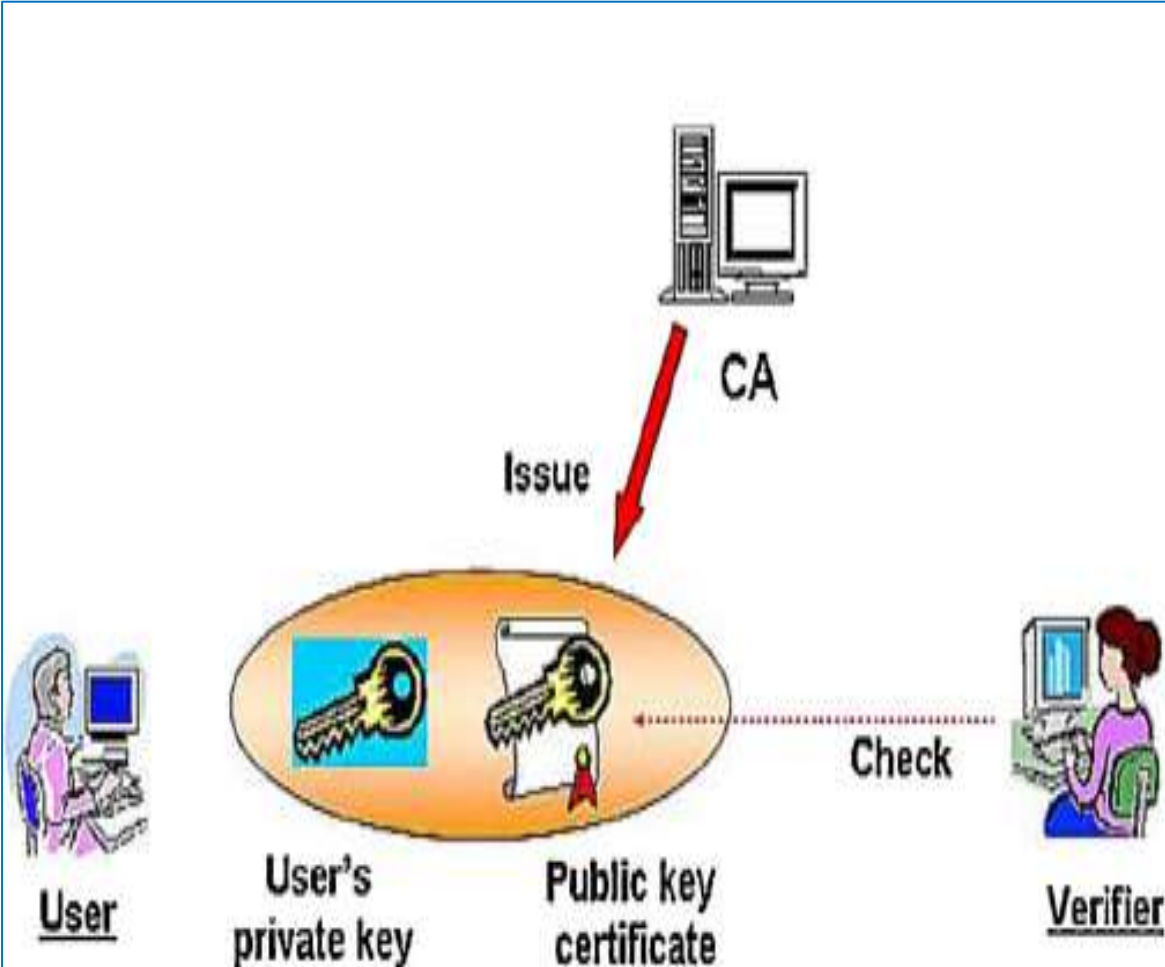 CA
Issue
Check
User
User's
private key
Public key
certificate
Verifier